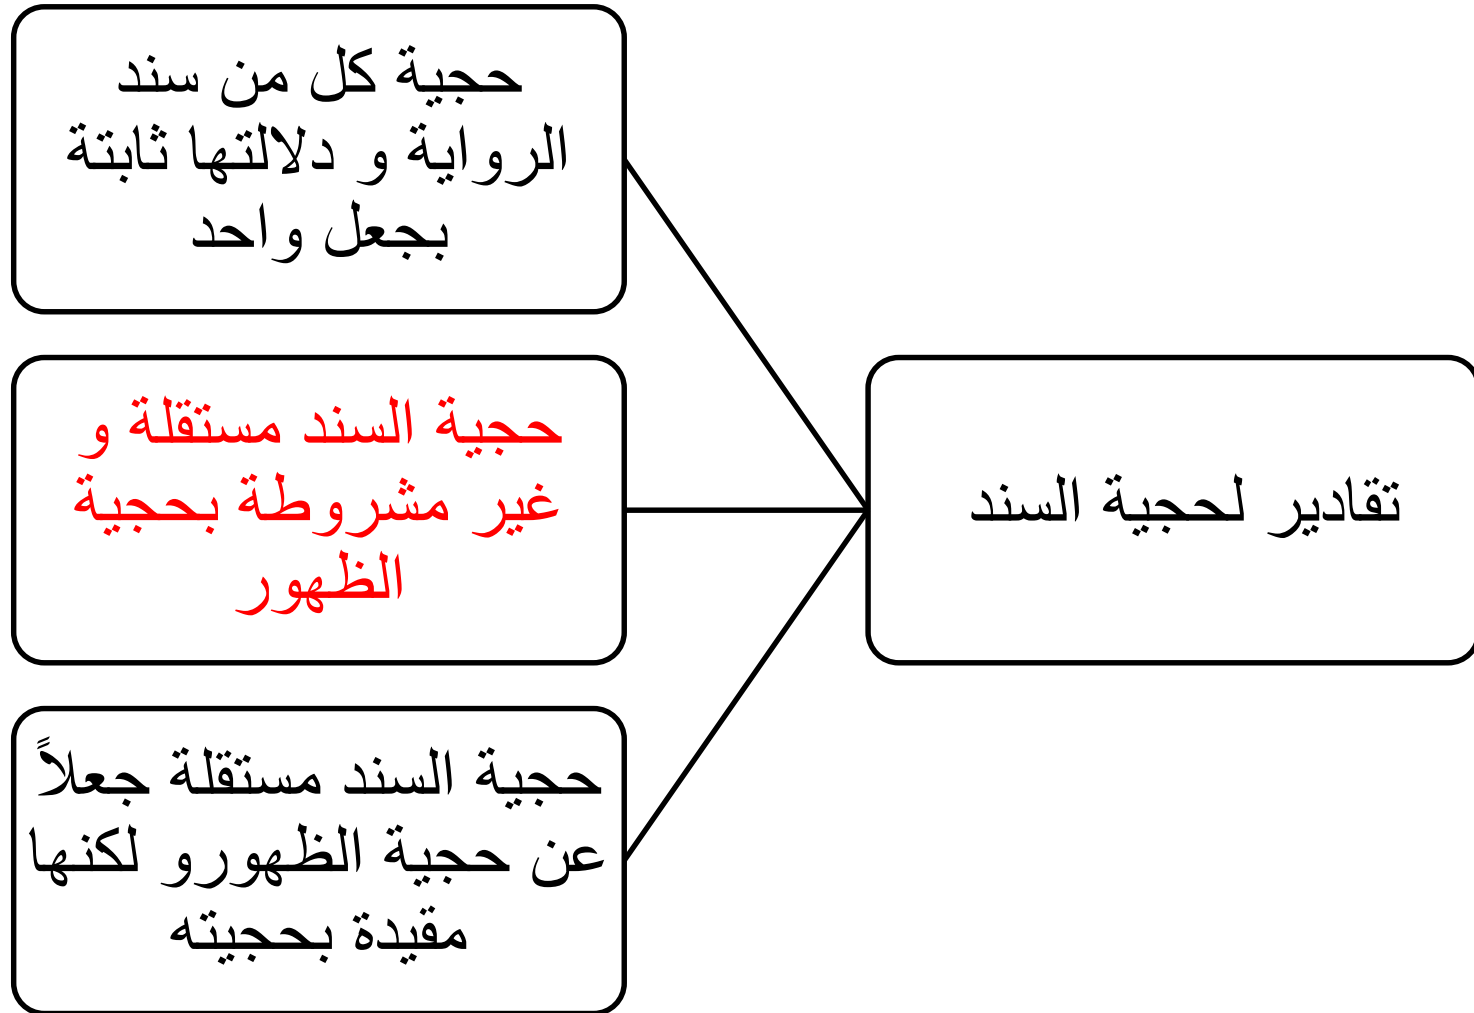 تقادير لحجية السند
حجية كل من سند
الرواية و دلالتها ثابتة
بجعل واحد
حجية السند مستقلة و
غير مشروطة بحجية
الظهور
حجية السند مستقلة جعلاً
عن حجية الظهورو لكنها
مقيدة بحجيته